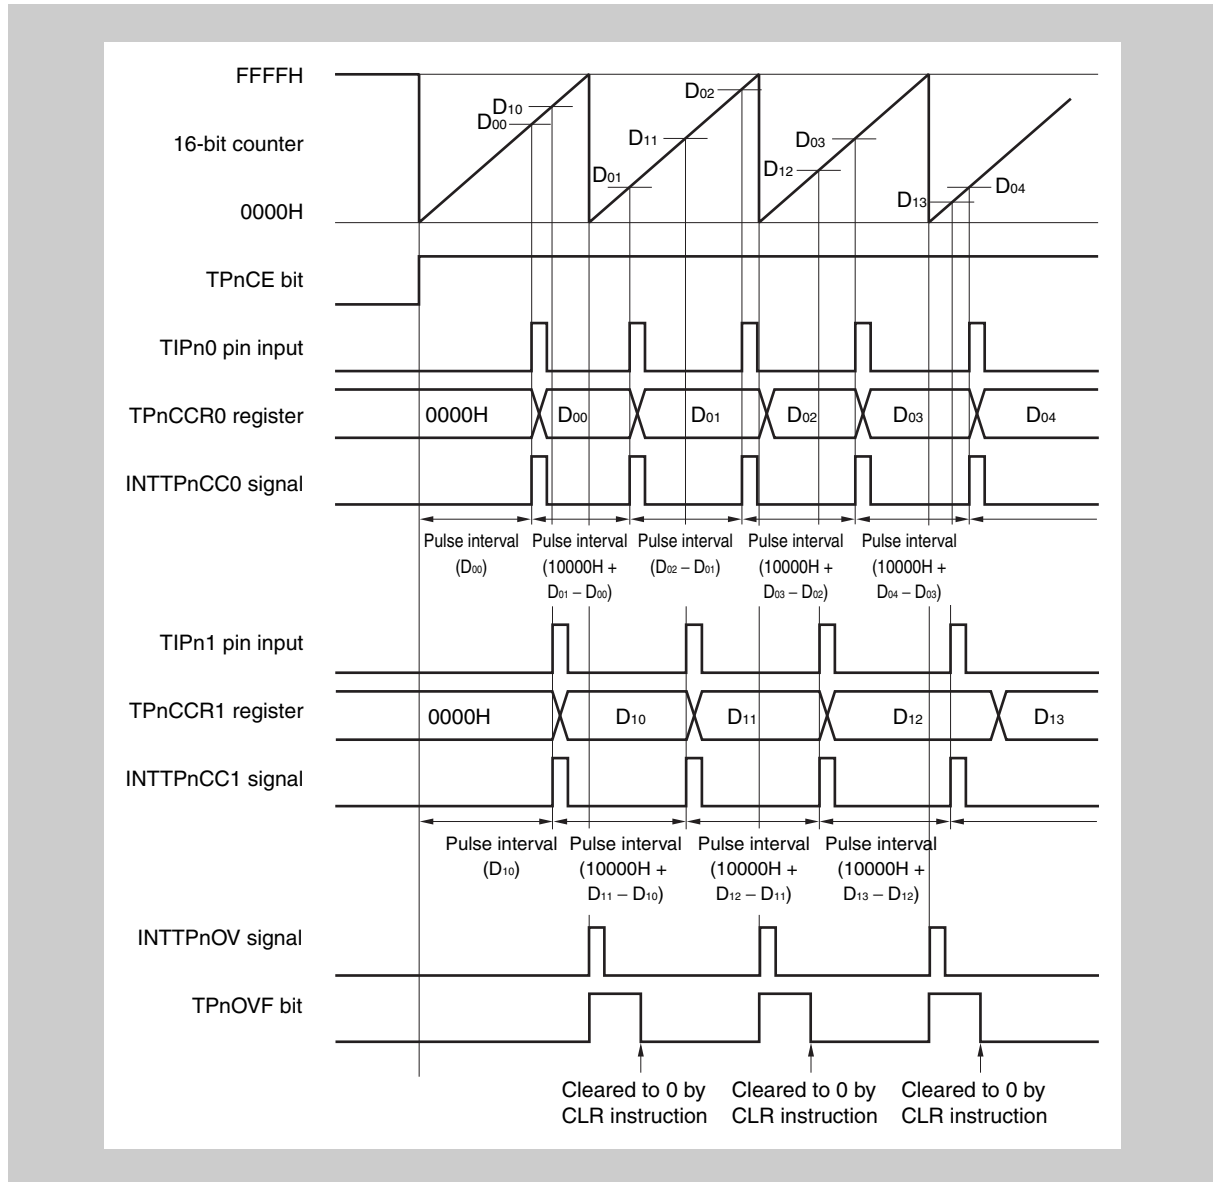 FFFFH
D10
D00
D02
16-bit counter
D11
D03
D01
D12
D04
D13
0000H
TPnCE bit
TIPn0 pin input
TPnCCR0 register
0000H
D00
D01
D02
D03
D04
INTTPnCC0 signal
Pulse interval
(D00)
Pulse interval
(10000H +
D01 – D00)
Pulse interval
(D02 – D01)
Pulse interval
(10000H +
D03 – D02)
Pulse interval
(10000H +
D04 – D03)
TIPn1 pin input
TPnCCR1 register
0000H
D10
D11
D12
D13
INTTPnCC1 signal
Pulse interval
(D10)
Pulse interval
(10000H +
D11 – D10)
Pulse interval
(10000H +
D12 – D11)
Pulse interval
(10000H +
D13 – D12)
INTTPnOV signal
TPnOVF bit
Cleared to 0 by
CLR instruction
Cleared to 0 by
CLR instruction
Cleared to 0 by
CLR instruction